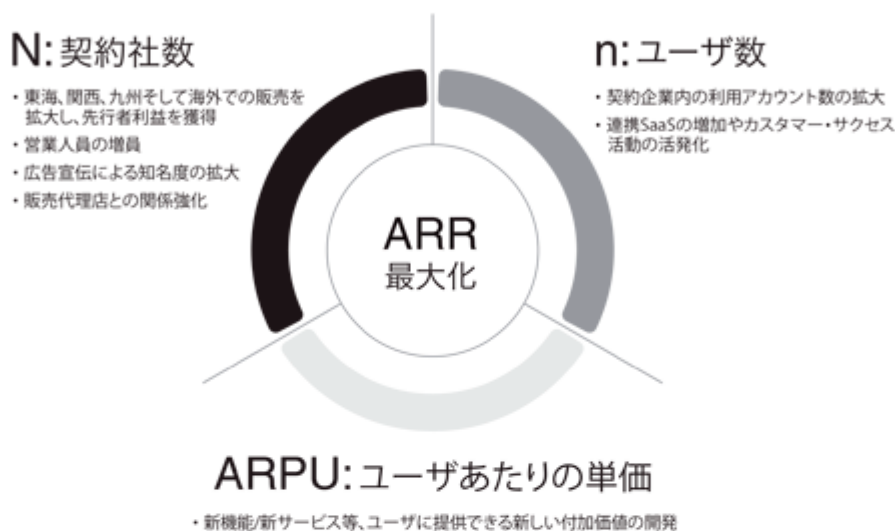 N:契約社数
・東海、関西、九州そして海外での販売を
拡大し、先行者利益を獲得
・営業人員の増員
・広告宣伝による知名度の拡大
・販売代理店との関係強化
n:ユーザ数
・契約企業内の利用アカウント数の拡大
・連携SaaSの増加やカスタマー・サクセス
活動の活発化
ARR
最大化
ARPU:ユーザあたりの単価
・新機能/新サービス等、ユーザに提供できる新しい付加価値の開発